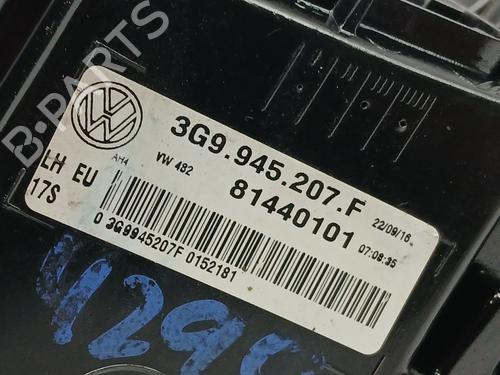 B-PARTS
3G9.945.207.F
AH4 VW 482
81440101
22/09/16
07:08:35
LH EU
17S
0 3G9945207F 0152181